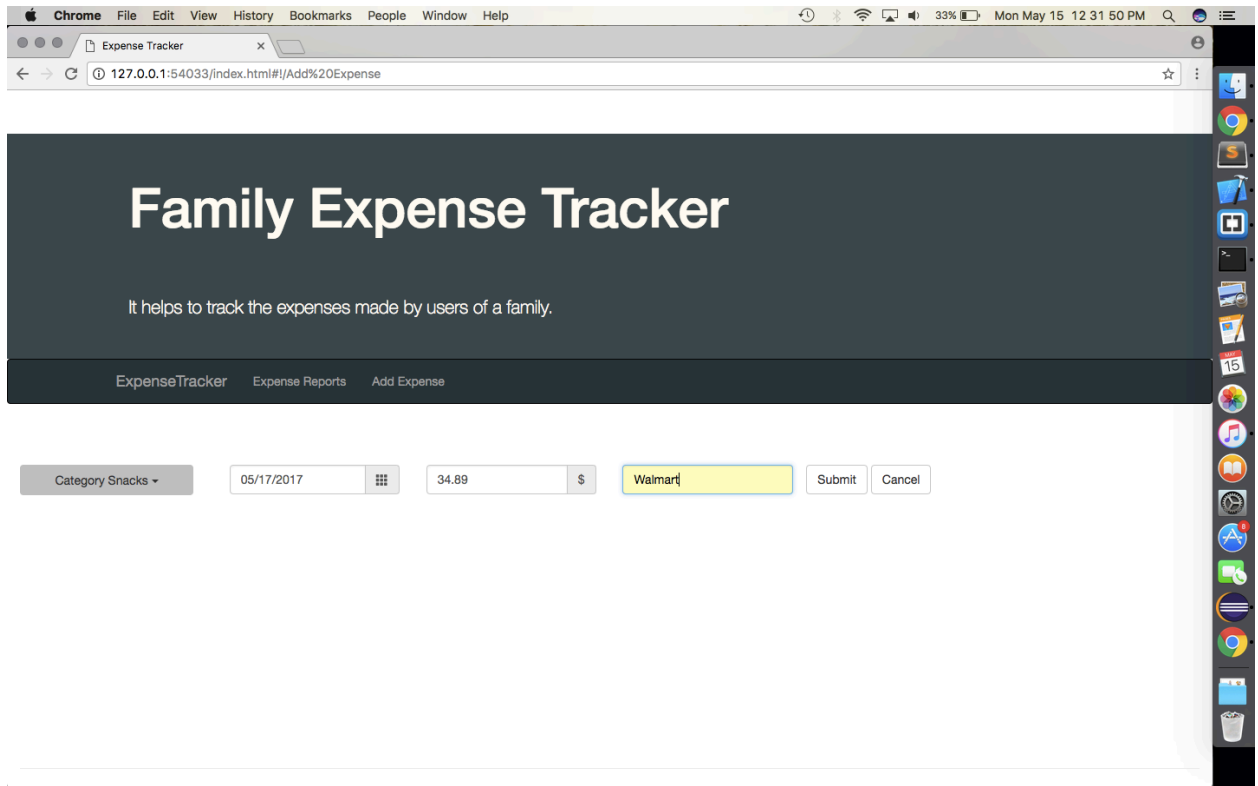 Chrome File Edit View History Bookmarks People Window Help 33% Mon May 15 12 31 50 PM
Expense Tracker
127.0.0.1:54033/index.html#!/Add%20Expense
Family Expense Tracker
It helps to track the expenses made by users of a family.
ExpenseTracker Expense Reports Add Expense
Category Snacks 05/17/2017 34.89 $ Walmart Submit Cancel
S
MAY
15
8